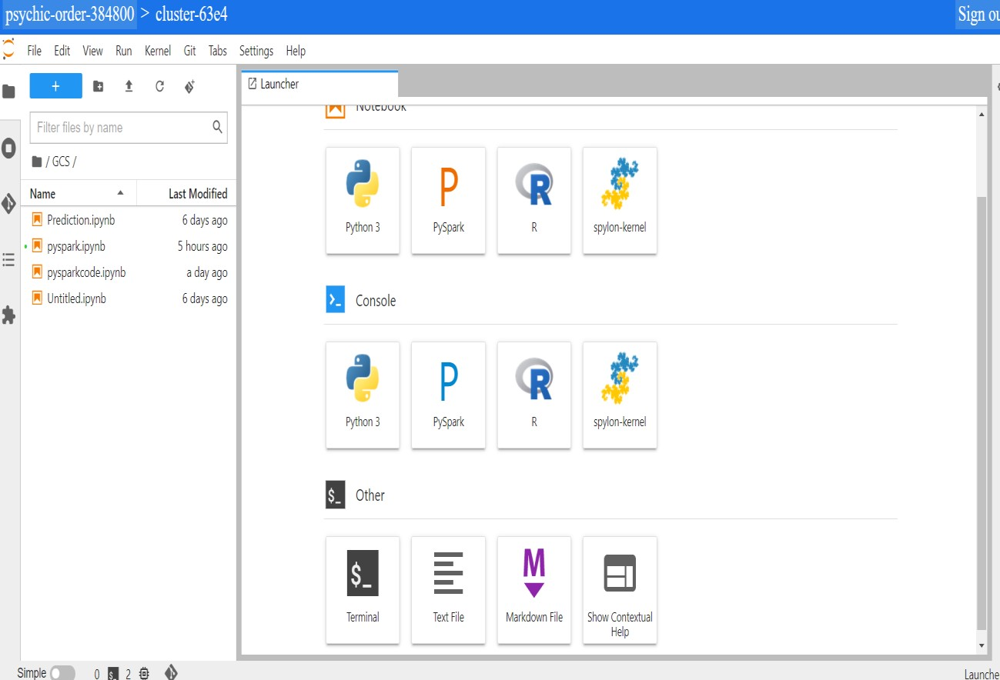 psychic-order-384800 > cluster-63e4
Sign ou
File Edit View Run Kernel Git Tabs Settings Help
+
Launcher
Filter files by name
/ GCS /
Name Last Modified
Prediction.ipynb 6 days ago
pyspark.ipynb 5 hours ago
pysparkcode.ipynb a day ago
Untitled.ipynb 6 days ago
Notebook
Python 3 PySpark R spylon-kernel
Console
Python 3 PySpark R spylon-kernel
$_ Other
Terminal Text File Markdown File Show Contextual
Help
Simple 0 $_ 2
Launche